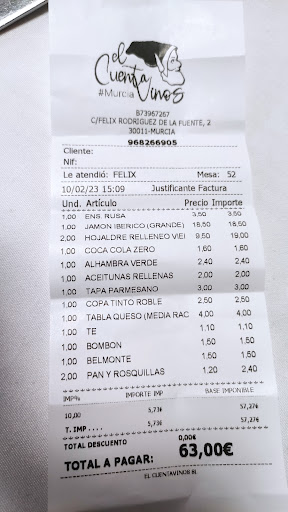 el
Cuenta
#Murcia Vinos
B73967267
C/FELIX RODRIGUEZ DE LA FUENTE, 2
30011-MURCIA
968266905
Cliente:
Nif:
Le atendió: FELIX Mesa: 52
10/02/23 15:09 Justificante Factura
Und. Artículo Precio Importe
1,00 ENS. RUSA 3,50 3,50
1,00 JAMON IBERICO (GRANDE) 18,50 18,50
2,00 HOJALDRE RELLENEO VIEI 9,50 19,00
1,00 COCA COLA ZERO 1,60 1,60
1,00 ALHAMBRA VERDE 2,40 2,40
1,00 ACEITUNAS RELLENAS 2,00 2,00
1,00 TAPA PARMESANO 3,00 3,00
1,00 COPA TINTO ROBLE 2,50 2,50
1,00 TABLA QUESO (MEDIA RAC 4,00 4,00
1,00 TE 1,10 1,10
1,00 BOMBON 1,50 1,50
1,00 BELMONTE 1,50 1,50
2,00 PAN Y ROSQUILLAS 1,20 2,40
IMP% IMPORTE IMP BASE IMPONIBLE
10,00 5,73€ 57,27€
T. IMP .... 5,73€ 57,27€
TOTAL DESCUENTO 0,00€
TOTAL A PAGAR: 63,00€
EL CUENTAVINOS SL